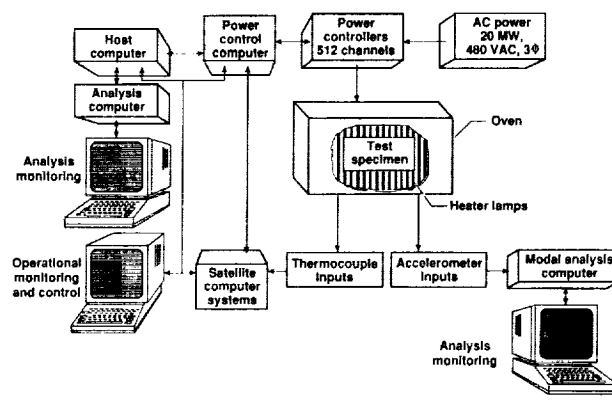 Host
computer
Power
control
computer
Power
controllers
512 channels
AC power
20 MW,
480 VAC, 3Φ
Analysis
computer
Oven
Test
specimen
Analysis
monitoring
Heater lamps
Operational
monitoring
and control
Satellite
computer
systems
Thermocouple
inputs
Accelerometer
inputs
Modal analysis
computer
Analysis
monitoring